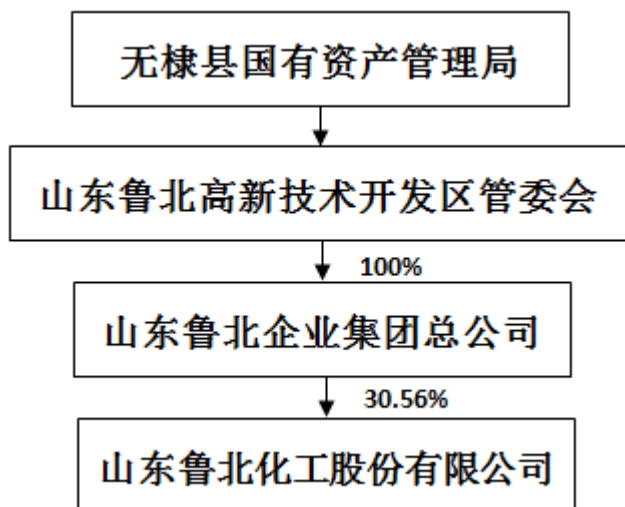 无棣县国有资产管理局
山东鲁北高新技术开发区管委会
100%
山东鲁北企业集团总公司
30.56%
山东鲁北化工股份有限公司